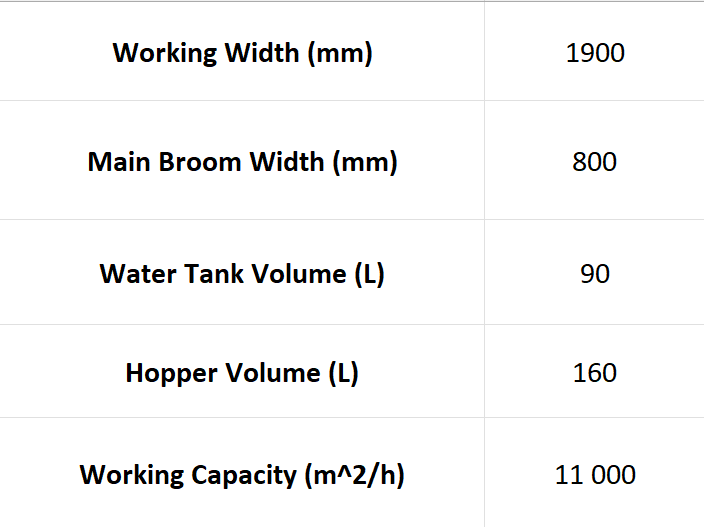 Working Width (mm) 1900
Main Broom Width (mm) 800
Water Tank Volume (L) 90
Hopper Volume (L) 160
Working Capacity (m^2/h) 11 000